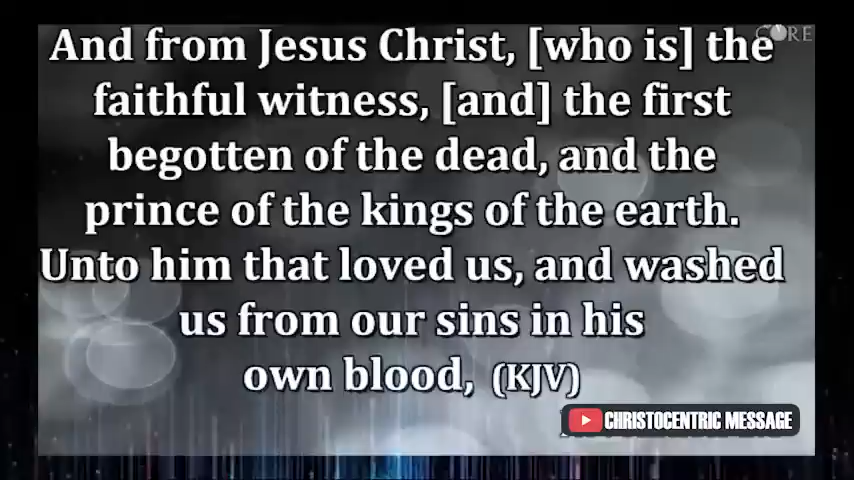 CORE
And from Jesus Christ, [who is] the
faithful witness, [and] the first
begotten of the dead, and the
prince of the kings of the earth.
Unto him that loved us, and washed
us from our sins in his
own blood, (KJV)
CHRISTOCENTRIC MESSAGE